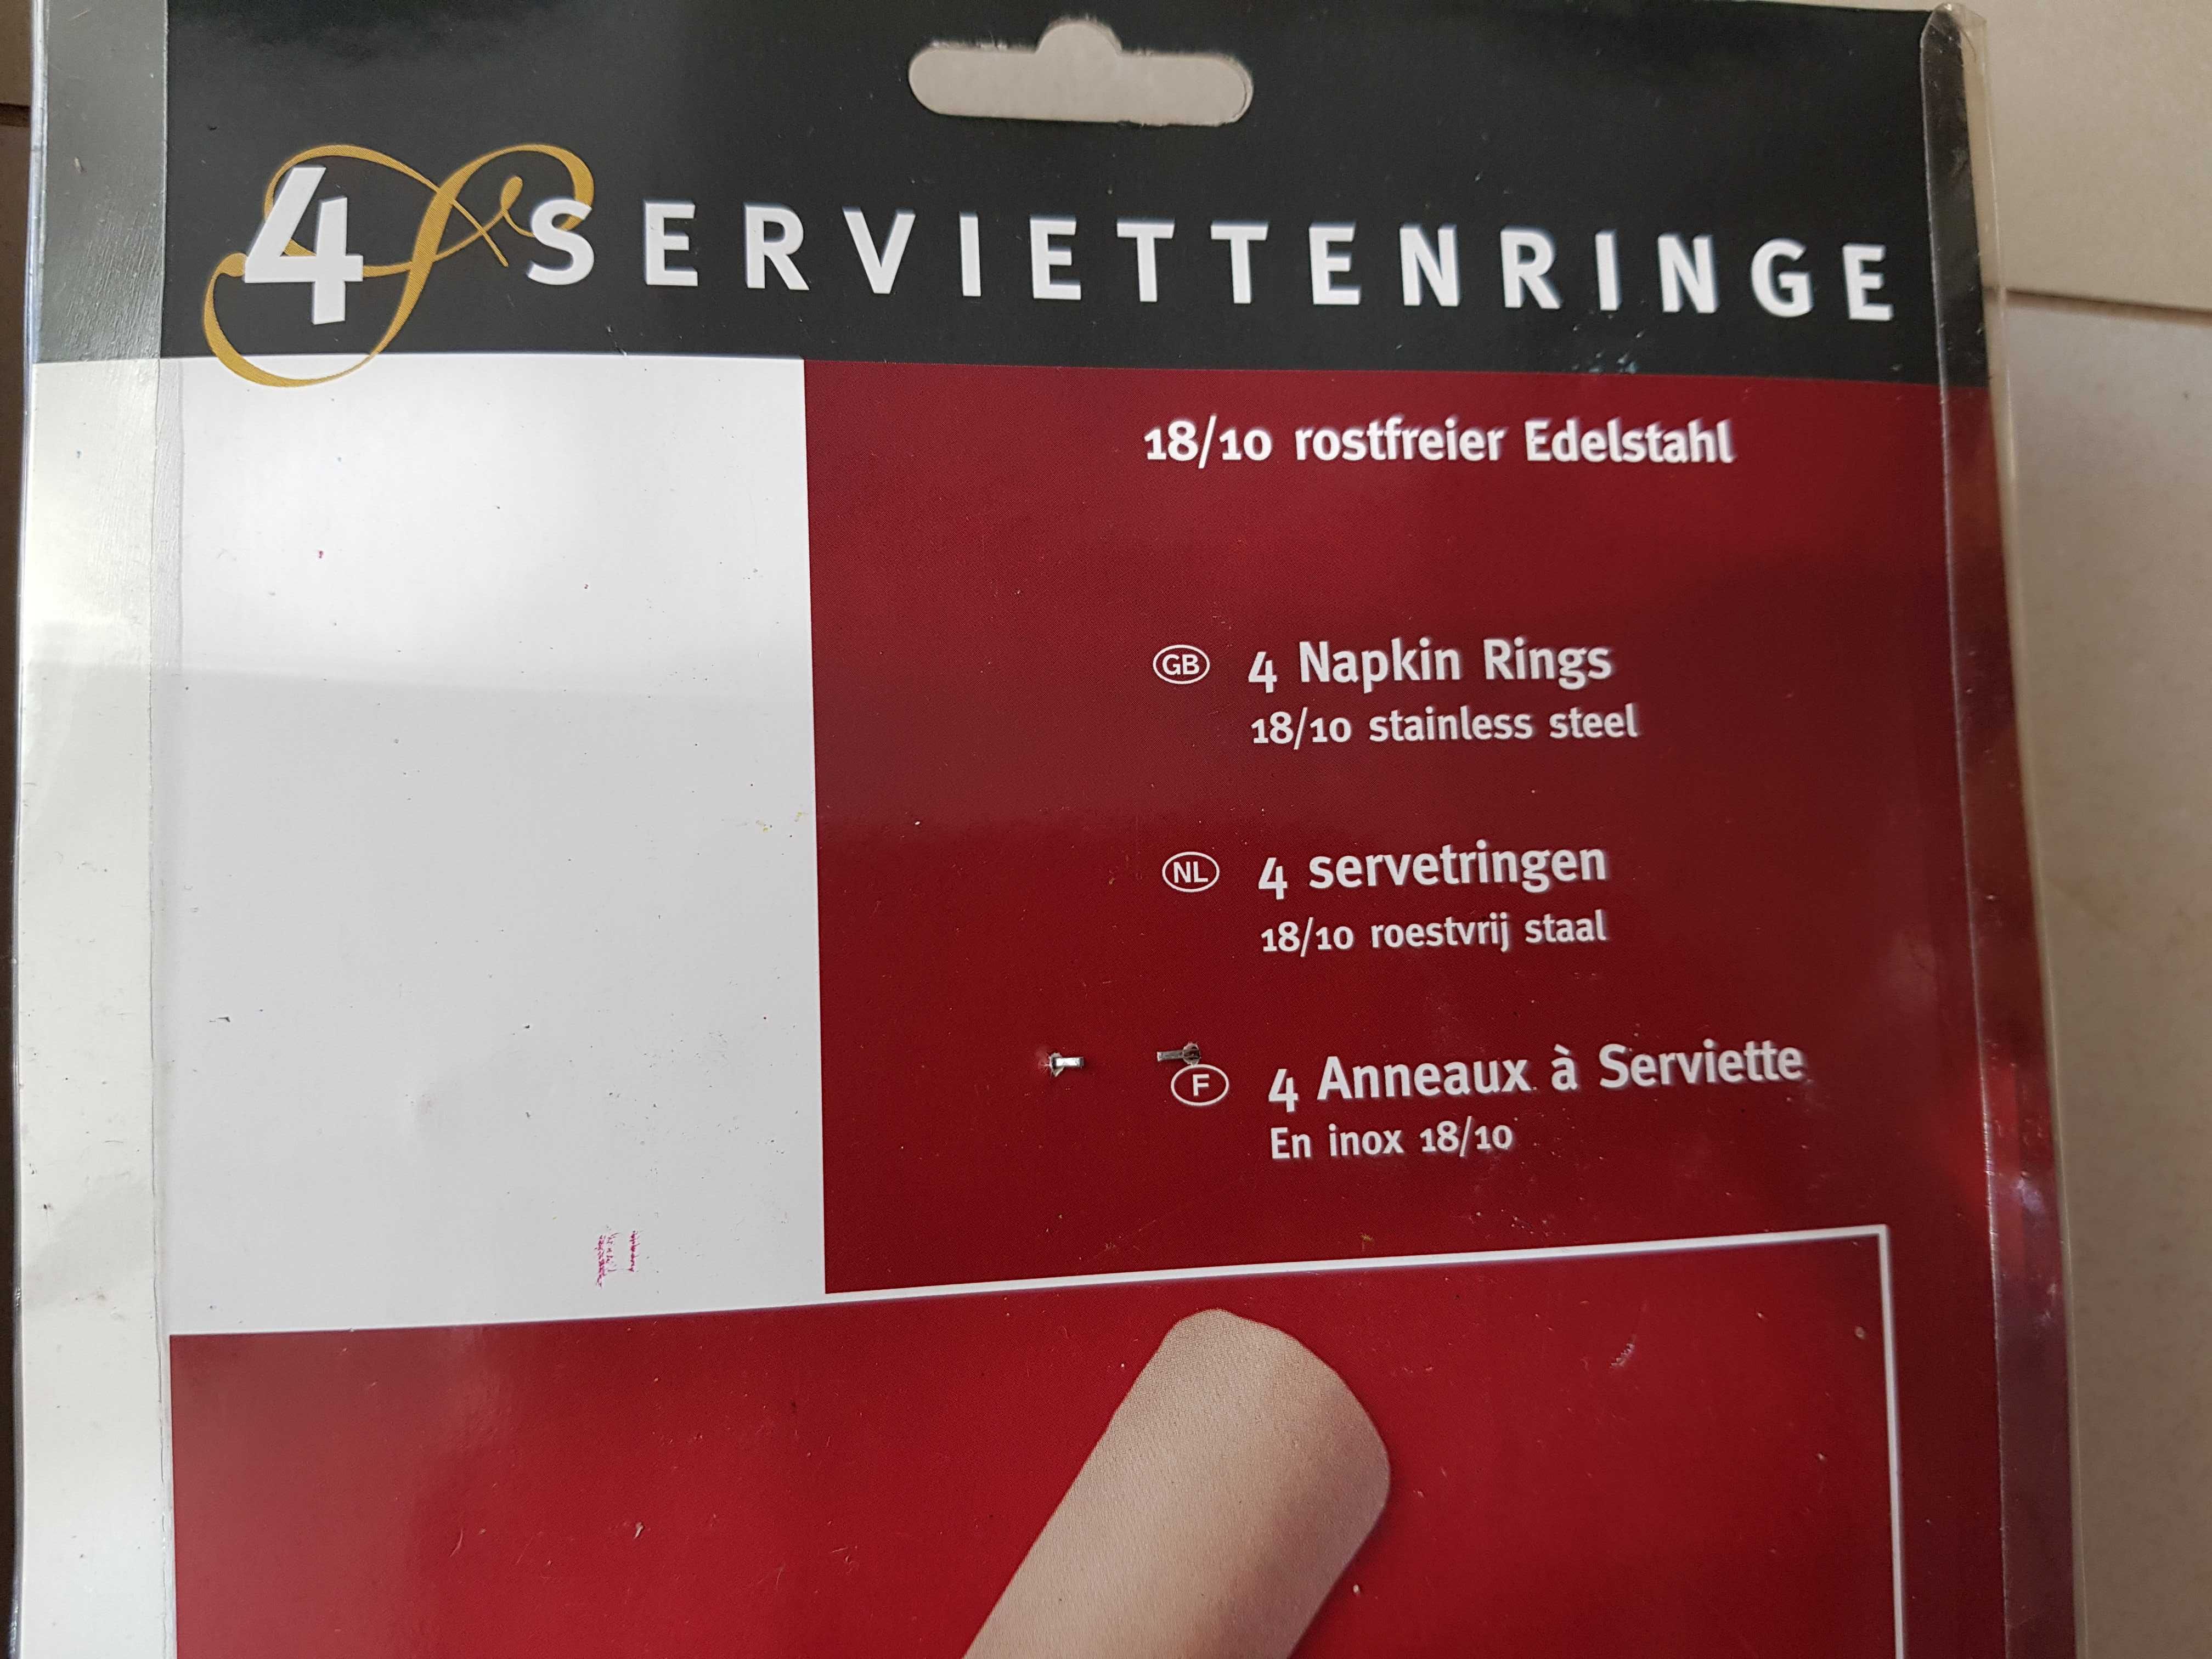 4 SERVIETTENRINGE
18/10 rostfreier Edelstahl
GB 4 Napkin Rings
18/10 stainless steel
NL 4 servetringen
18/10 roestvrij staal
F 4 Anneaux à Serviette
En inox 18/10